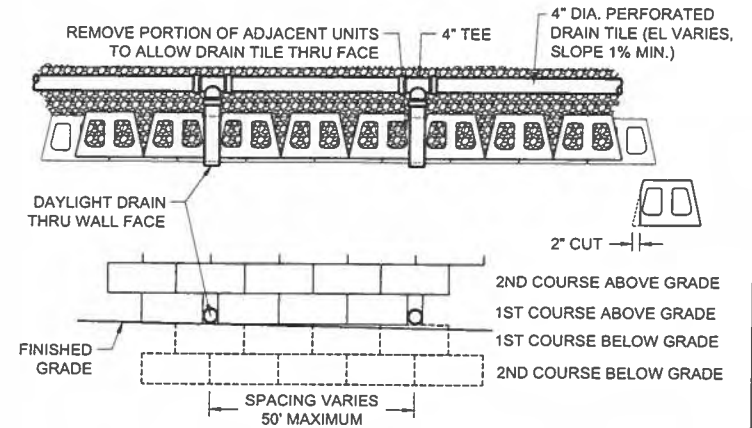 REMOVE PORTION OF ADJACENT UNITS
TO ALLOW DRAIN TILE THRU FACE
4" TEE
4" DIA. PERFORATED
DRAIN TILE (EL VARIES,
SLOPE 1% MIN.)
DAYLIGHT DRAIN
THRU WALL FACE
2" CUT
2ND COURSE ABOVE GRADE
1ST COURSE ABOVE GRADE
1ST COURSE BELOW GRADE
2ND COURSE BELOW GRADE
FINISHED
GRADE
SPACING VARIES
50' MAXIMUM